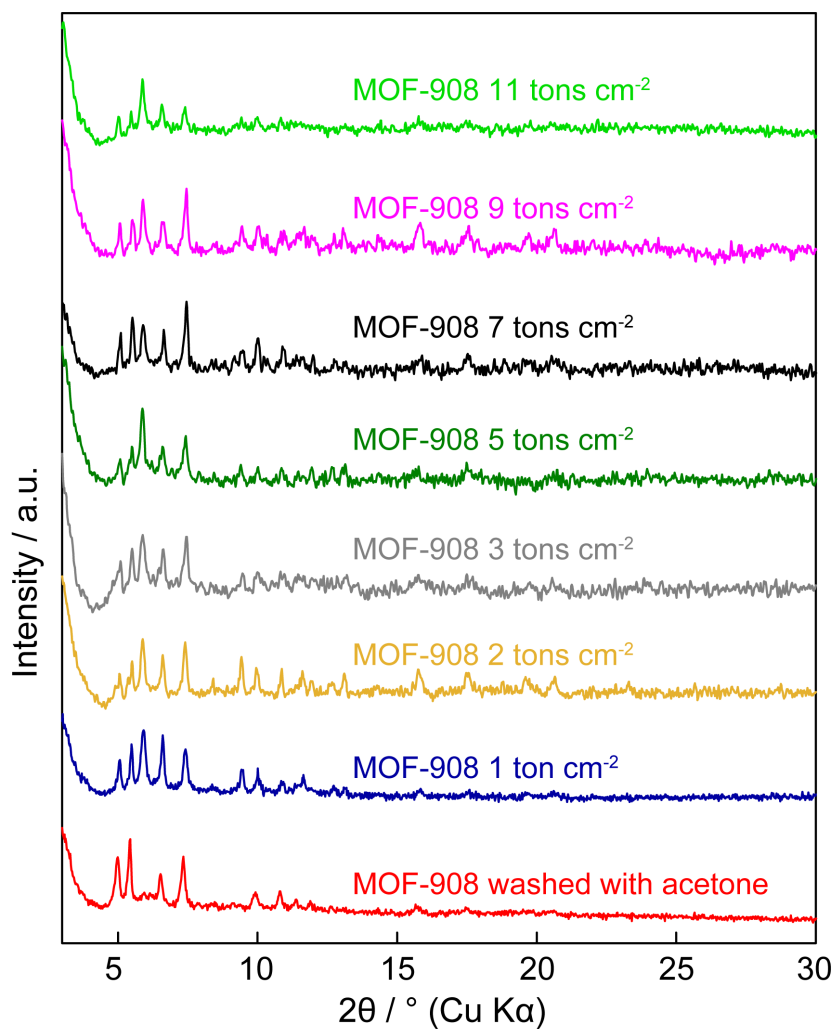 MOF-908 11 tons cm⁻²
MOF-908 9 tons cm⁻²
MOF-908 7 tons cm⁻²
MOF-908 5 tons cm⁻²
MOF-908 3 tons cm⁻²
MOF-908 2 tons cm⁻²
MOF-908 1 ton cm⁻²
MOF-908 washed with acetone
Intensity / a.u.
5 10 15 20 25 30
2θ / ° (Cu Kα)